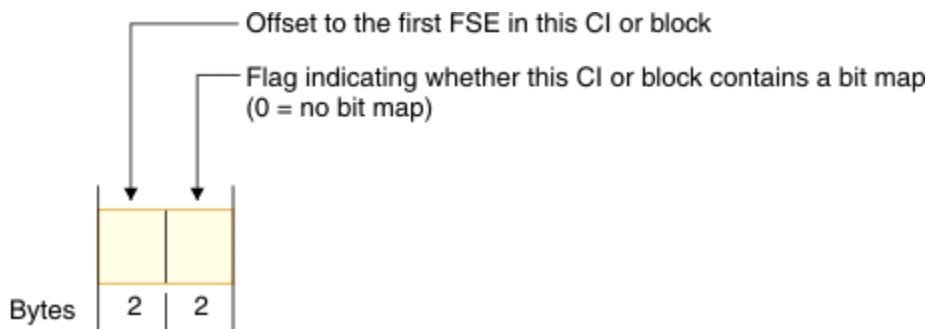 Offset to the first FSE in this CI or block
Flag indicating whether this CI or block contains a bit map
(0 = no bit map)
Bytes 2 2